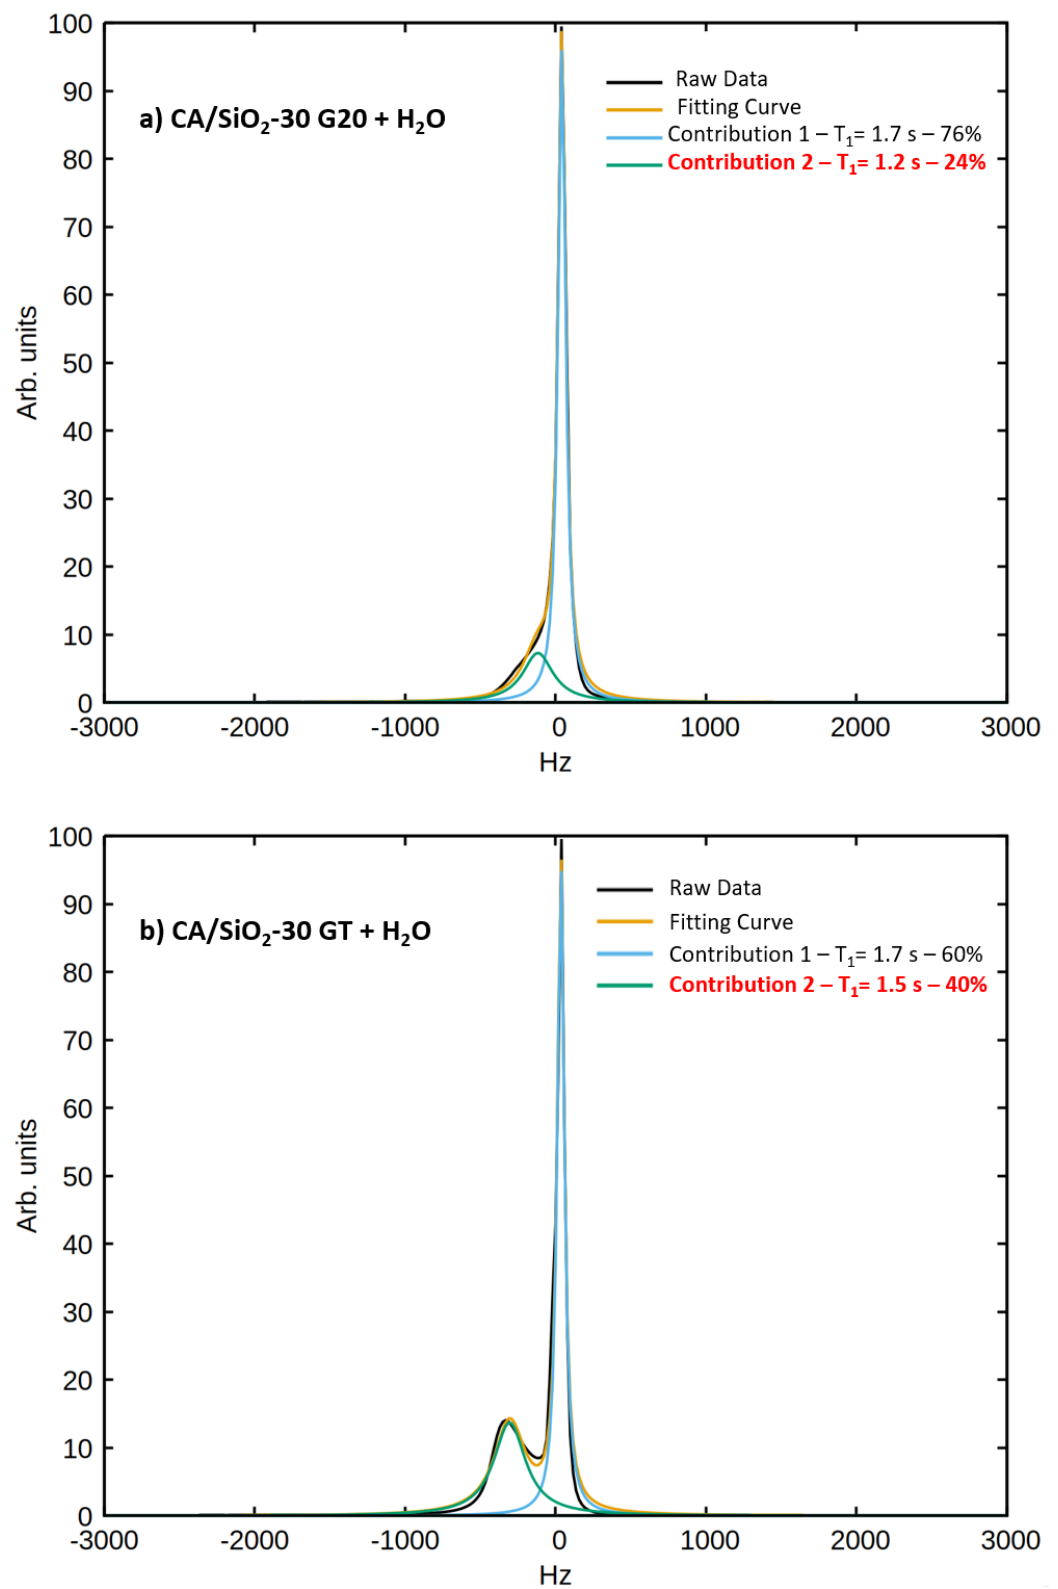 100
90
80
70
60
50
40
30
20
10
0
Arb. units
a) CA/SiO₂-30 G20 + H₂O
Raw Data
Fitting Curve
Contribution 1 – T₁= 1.7 s – 76%
Contribution 2 – T₁= 1.2 s – 24%
-3000 -2000 -1000 0 1000 2000 3000
Hz
100
90
80
70
60
50
40
30
20
10
0
Arb. units
b) CA/SiO₂-30 GT + H₂O
Raw Data
Fitting Curve
Contribution 1 – T₁= 1.7 s – 60%
Contribution 2 – T₁= 1.5 s – 40%
-3000 -2000 -1000 0 1000 2000 3000
Hz